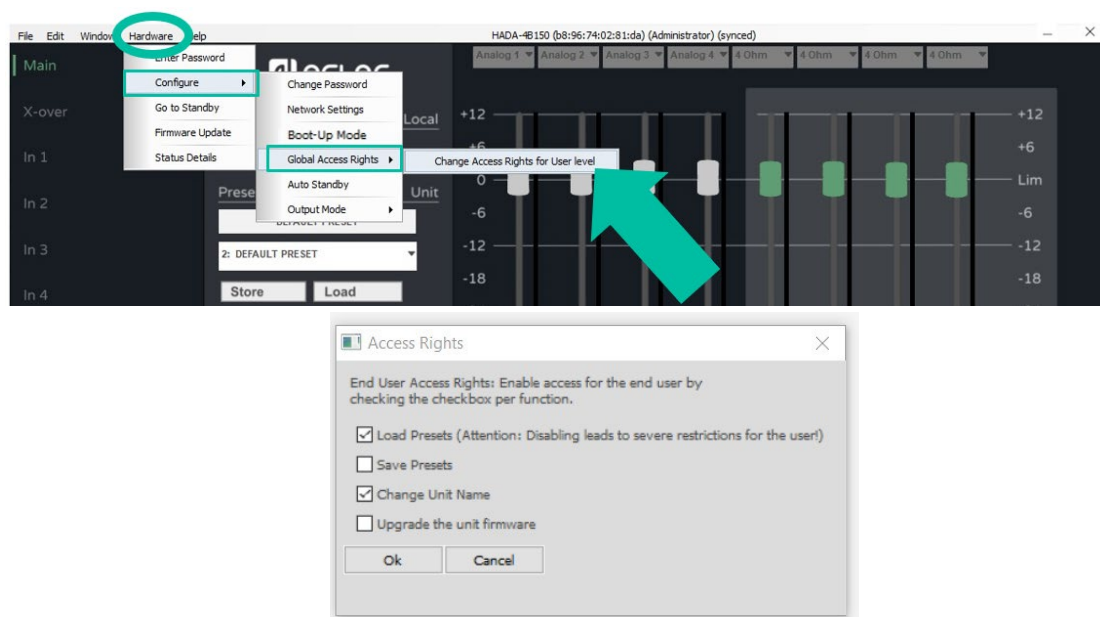 File Edit Window Hardware Help
HADA-4B150 (b8:96:74:02:81:da) (Administrator) (synced)
Main
X-over
In 1
In 2
In 3
In 4
Enter Password
Configure
Go to Standby
Firmware Update
Status Details
Change Password
Network Settings
Boot-Up Mode
Global Access Rights
Auto Standby
Output Mode
Change Access Rights for User level
Local
Unit
DEFAULT PRESET
2: DEFAULT PRESET
Store Load
Analog 1 Analog 2 Analog 3 Analog 4 4 Ohm 4 Ohm 4 Ohm 4 Ohm
+12 +12
+6 +6
0 Lim
-6 -6
-12 -12
-18 -18
Access Rights
End User Access Rights: Enable access for the end user by
checking the checkbox per function.
Load Presets (Attention: Disabling leads to severe restrictions for the user!)
Save Presets
Change Unit Name
Upgrade the unit firmware
Ok Cancel